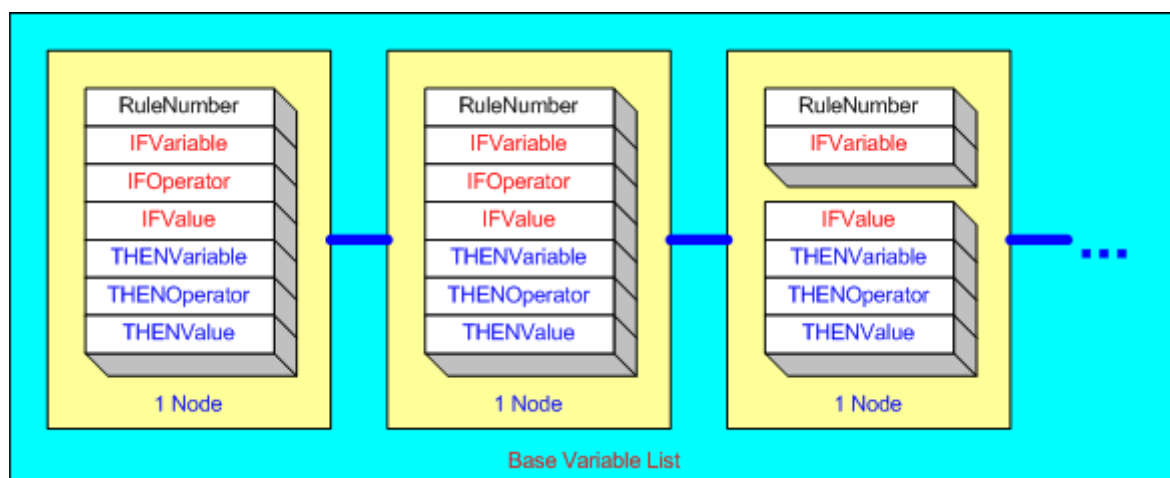 RuleNumber
IFVariable
IFOperator
IFValue
THENVariable
THENOperator
THENValue
1 Node
RuleNumber
IFVariable
IFOperator
IFValue
THENVariable
THENOperator
THENValue
1 Node
RuleNumber
IFVariable
IFValue
THENVariable
THENOperator
THENValue
1 Node
Base Variable List